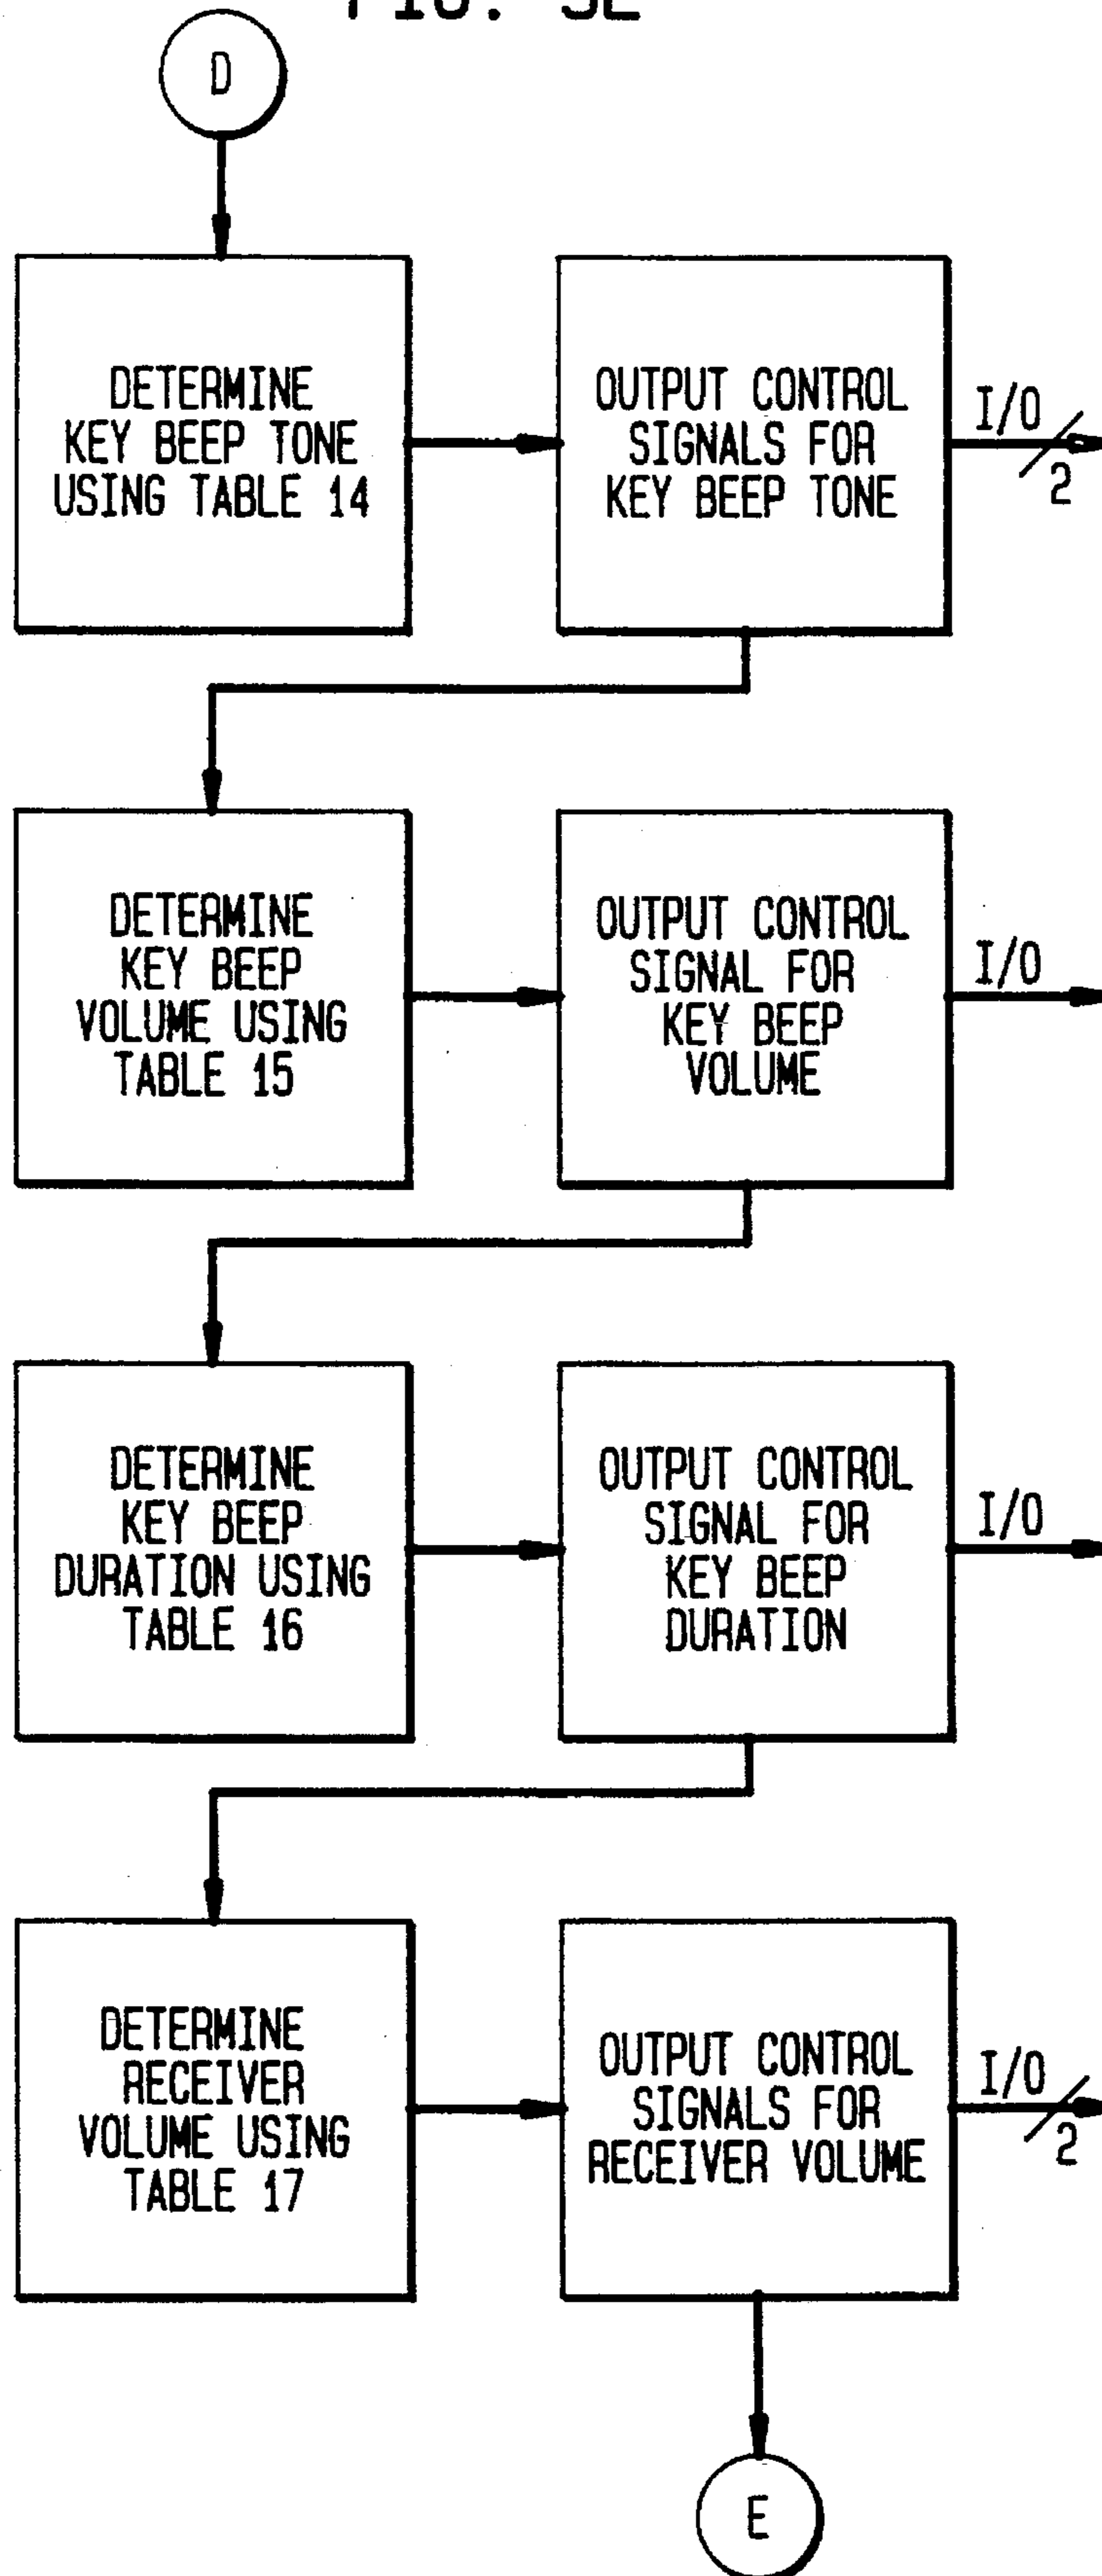 D
DETERMINE
KEY BEEP TONE
USING TABLE 14
OUTPUT CONTROL
SIGNALS FOR
KEY BEEP TONE
I/O
2
DETERMINE
KEY BEEP
VOLUME USING
TABLE 15
OUTPUT CONTROL
SIGNAL FOR
KEY BEEP
VOLUME
I/O
DETERMINE
KEY BEEP
DURATION USING
TABLE 16
OUTPUT CONTROL
SIGNAL FOR
KEY BEEP
DURATION
I/O
DETERMINE
RECEIVER
VOLUME USING
TABLE 17
OUTPUT CONTROL
SIGNALS FOR
RECEIVER VOLUME
I/O
2
E